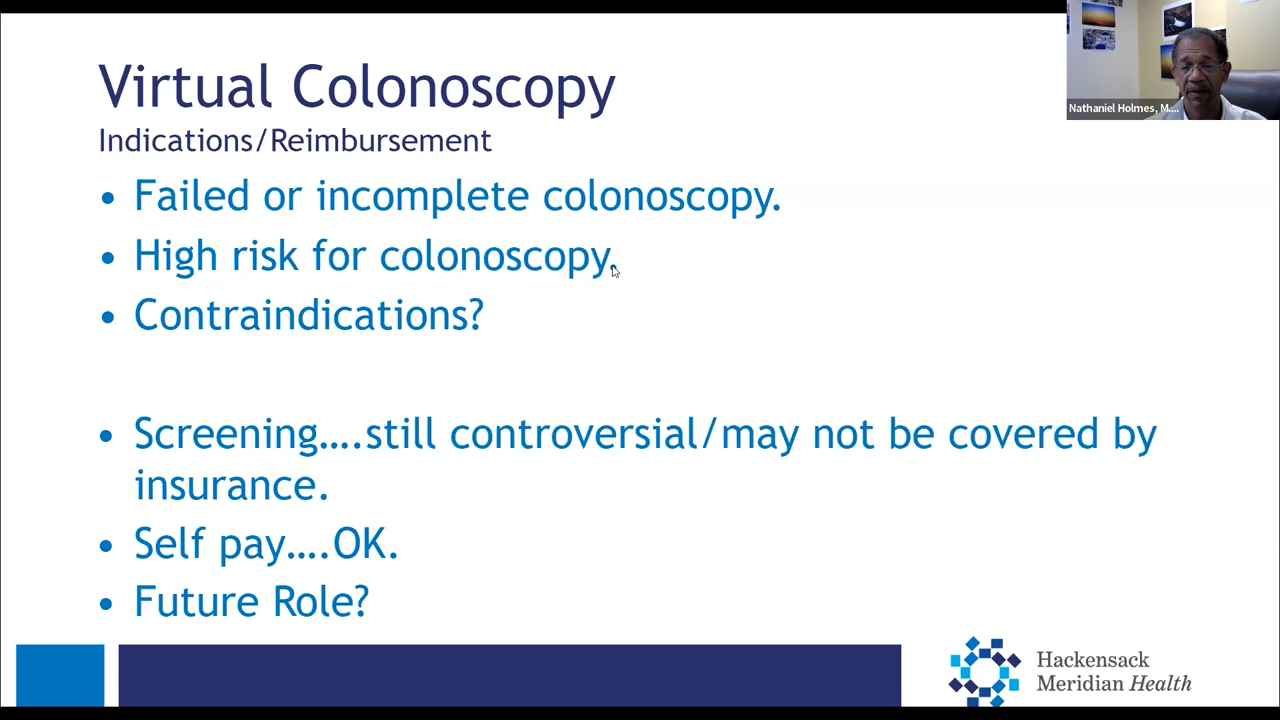 Virtual Colonoscopy
Indications/Reimbursement
• Failed or incomplete colonoscopy.
• High risk for colonoscopy.
• Contraindications?
• Screening....still controversial/may not be covered by
insurance.
• Self pay....OK.
• Future Role?
Nathaniel Holmes, M....
Hackensack
Meridian Health